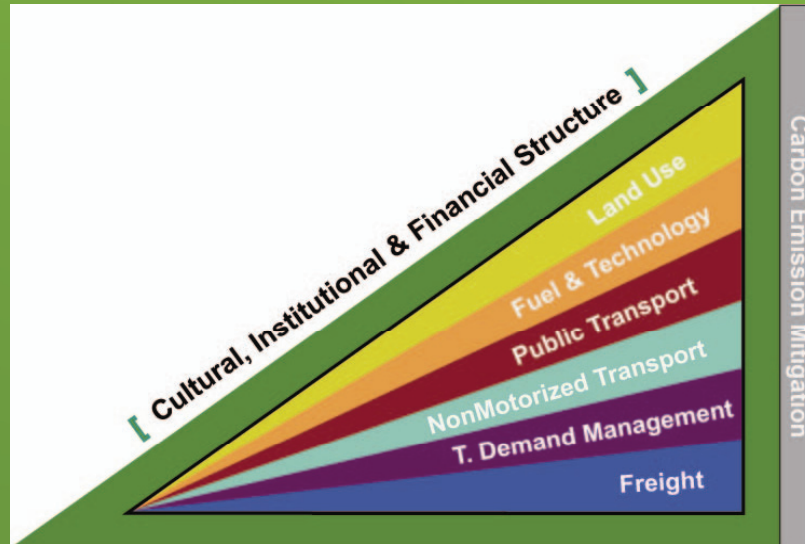 [ Cultural, Institutional & Financial Structure ]
Land Use
Fuel & Technology
Public Transport
NonMotorized Transport
T. Demand Management
Freight
Carbon Emission Mitigation